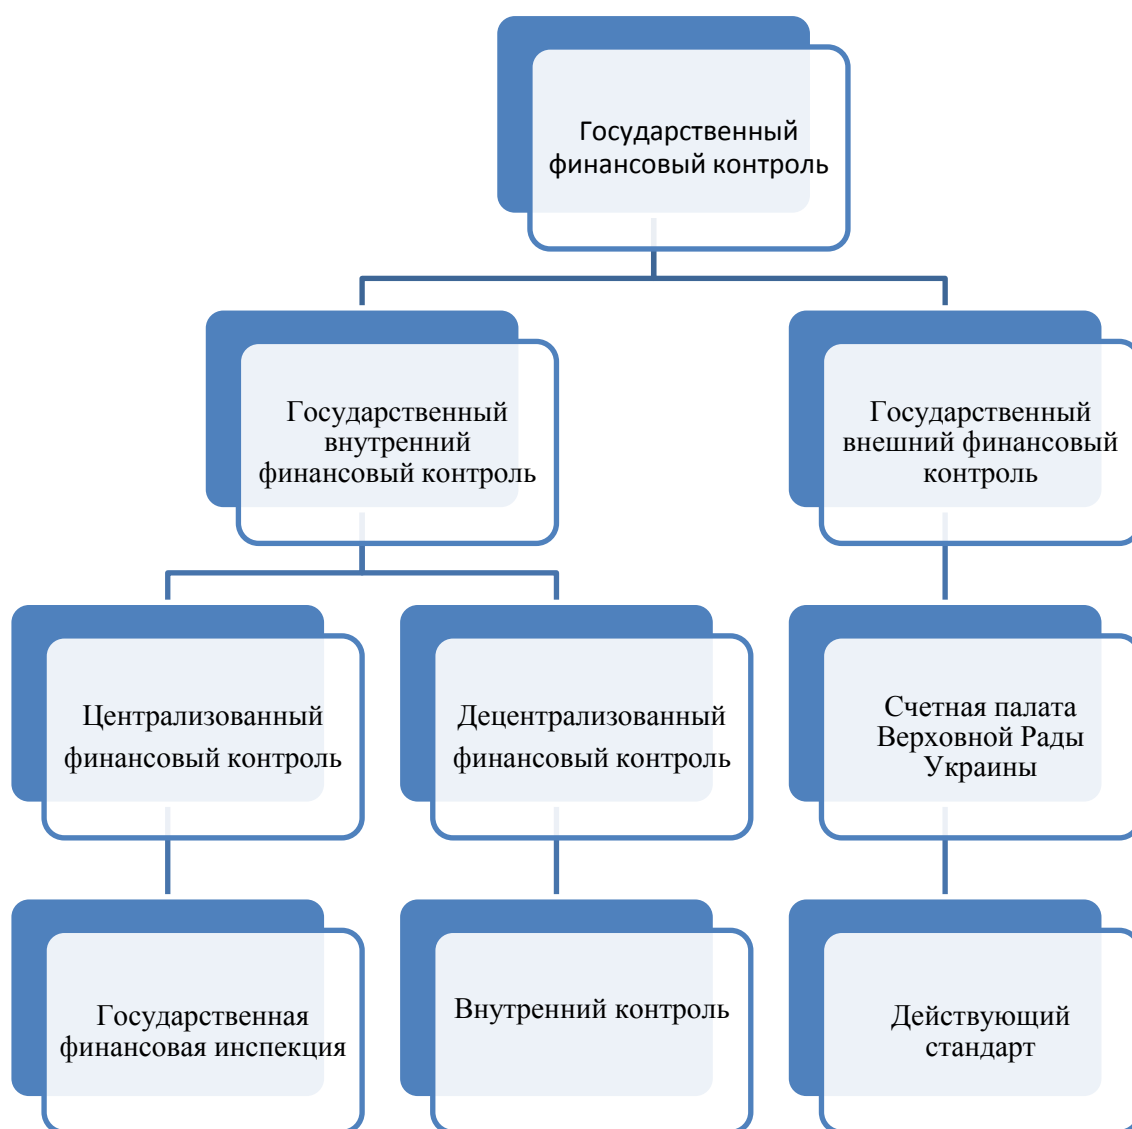 Государственный
финансовый контроль
Государственный
внутренний
финансовый контроль
Государственный
внешний финансовый
контроль
Централизованный
финансовый контроль
Децентрализованный
финансовый контроль
Счетная палата
Верховной Рады
Украины
Государственная
финансовая инспекция
Внутренний контроль
Действующий
стандарт